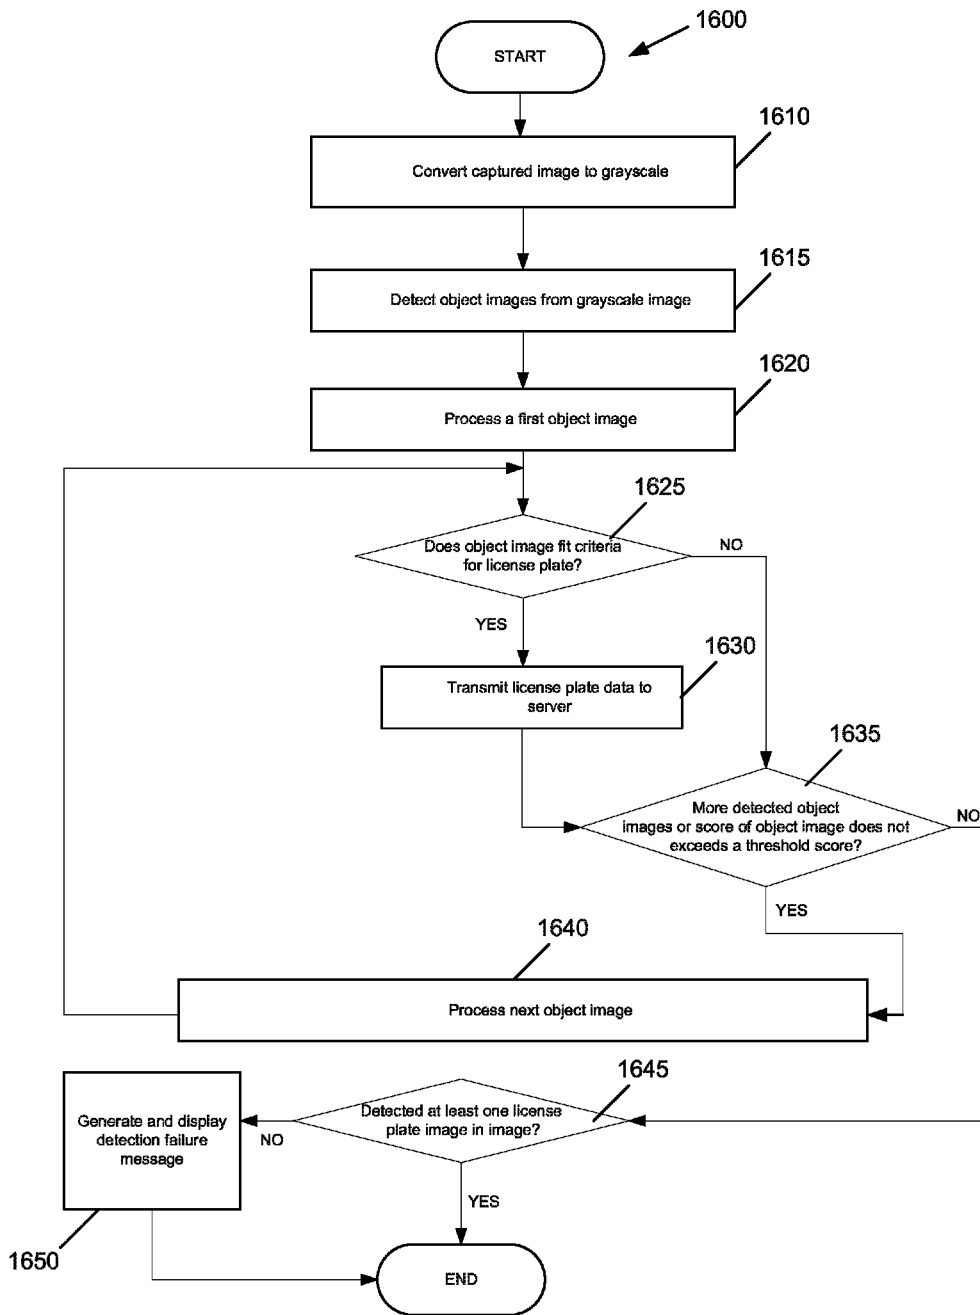 1600
START
1610
Convert captured image to grayscale
1615
Detect object images from grayscale image
1620
Process a first object image
1625
Does object image fit criteria
for license plate?
NO
YES
1630
Transmit license plate data to
server
1635
More detected object
images or score of object image does not
exceeds a threshold score?
NO
YES
1640
Process next object image
1645
Detected at least one license
plate image in image?
NO
YES
Generate and display
detection failure
message
1650
END